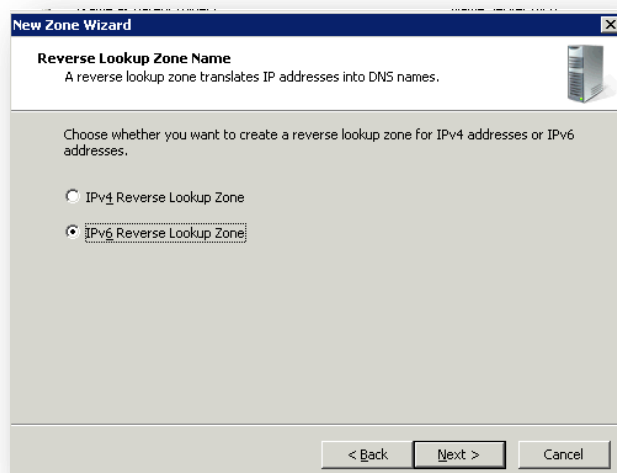 New Zone Wizard
Reverse Lookup Zone Name
A reverse lookup zone translates IP addresses into DNS names.
Choose whether you want to create a reverse lookup zone for IPv4 addresses or IPv6
addresses.
IPv4 Reverse Lookup Zone
IPv6 Reverse Lookup Zone
< Back
Next >
Cancel